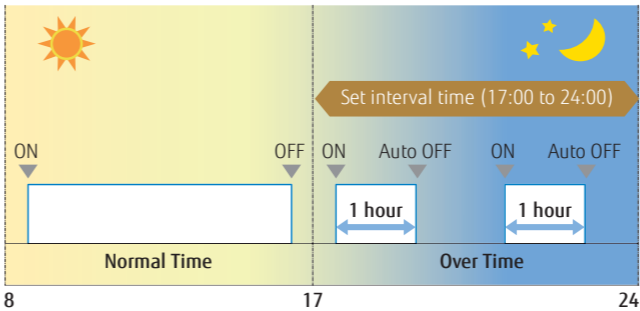 Set interval time (17:00 to 24:00)
ON OFF ON Auto OFF ON Auto OFF
1 hour 1 hour
Normal Time Over Time
8 17 24